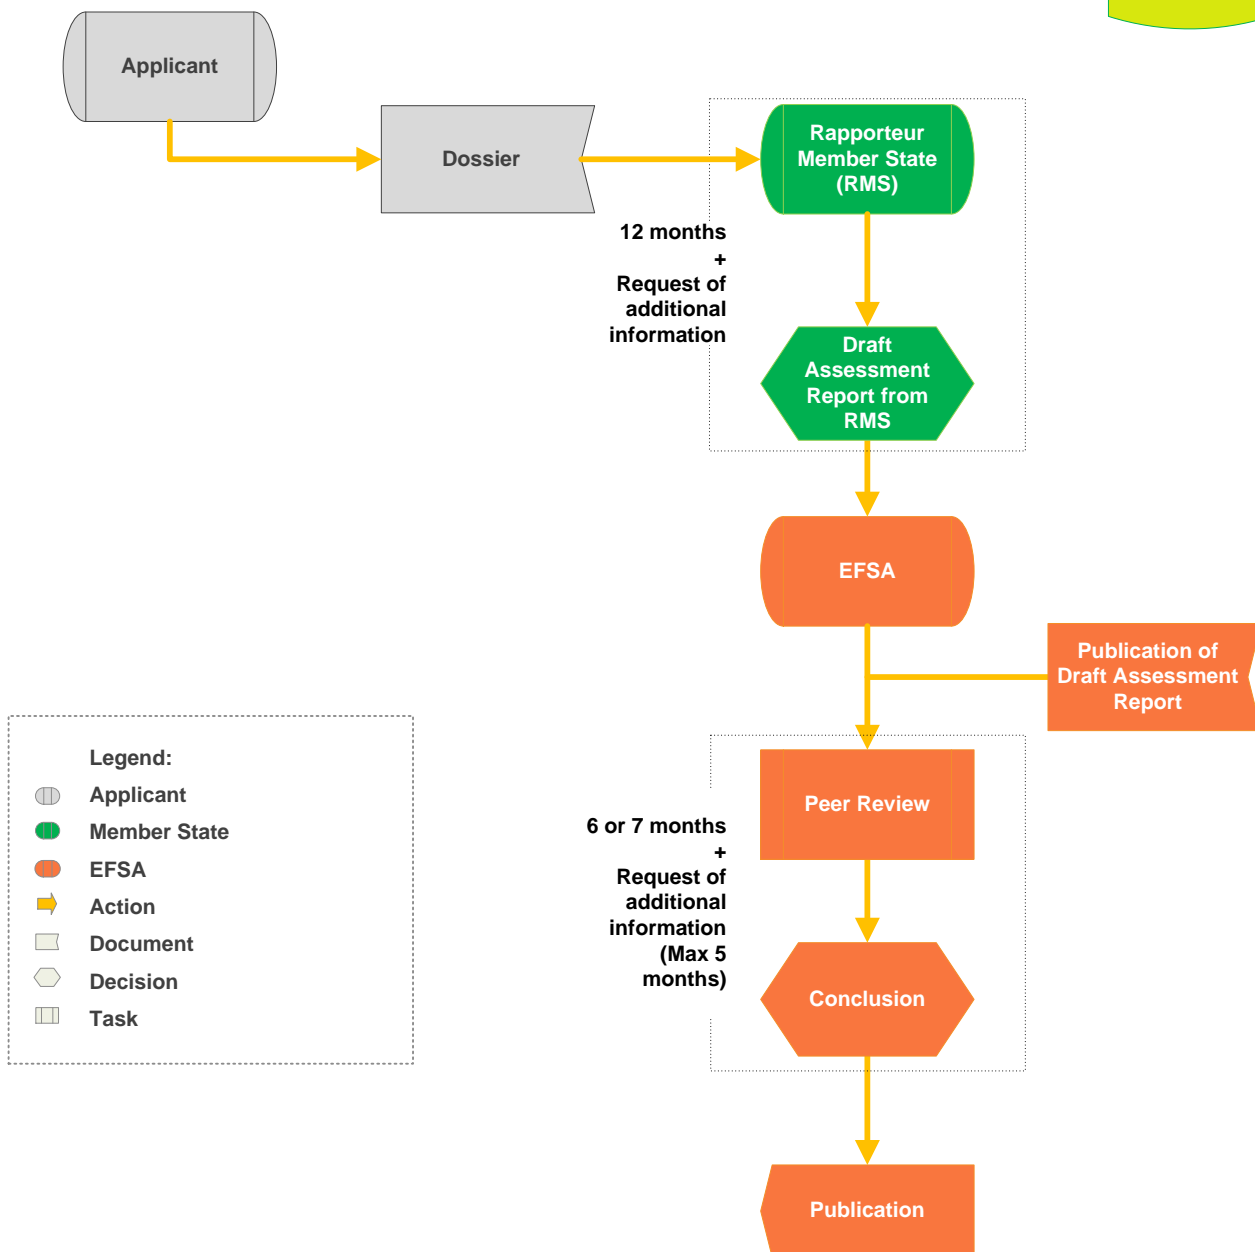 Applicant
Dossier
Rapporteur
Member State
(RMS)
12 months
+
Request of
additional
information
Draft
Assessment
Report from
RMS
EFSA
Publication of
Draft Assessment
Report
Legend:
Applicant
Member State
EFSA
Action
Document
Decision
Task
Peer Review
6 or 7 months
+
Request of
additional
information
(Max 5
months)
Conclusion
Publication